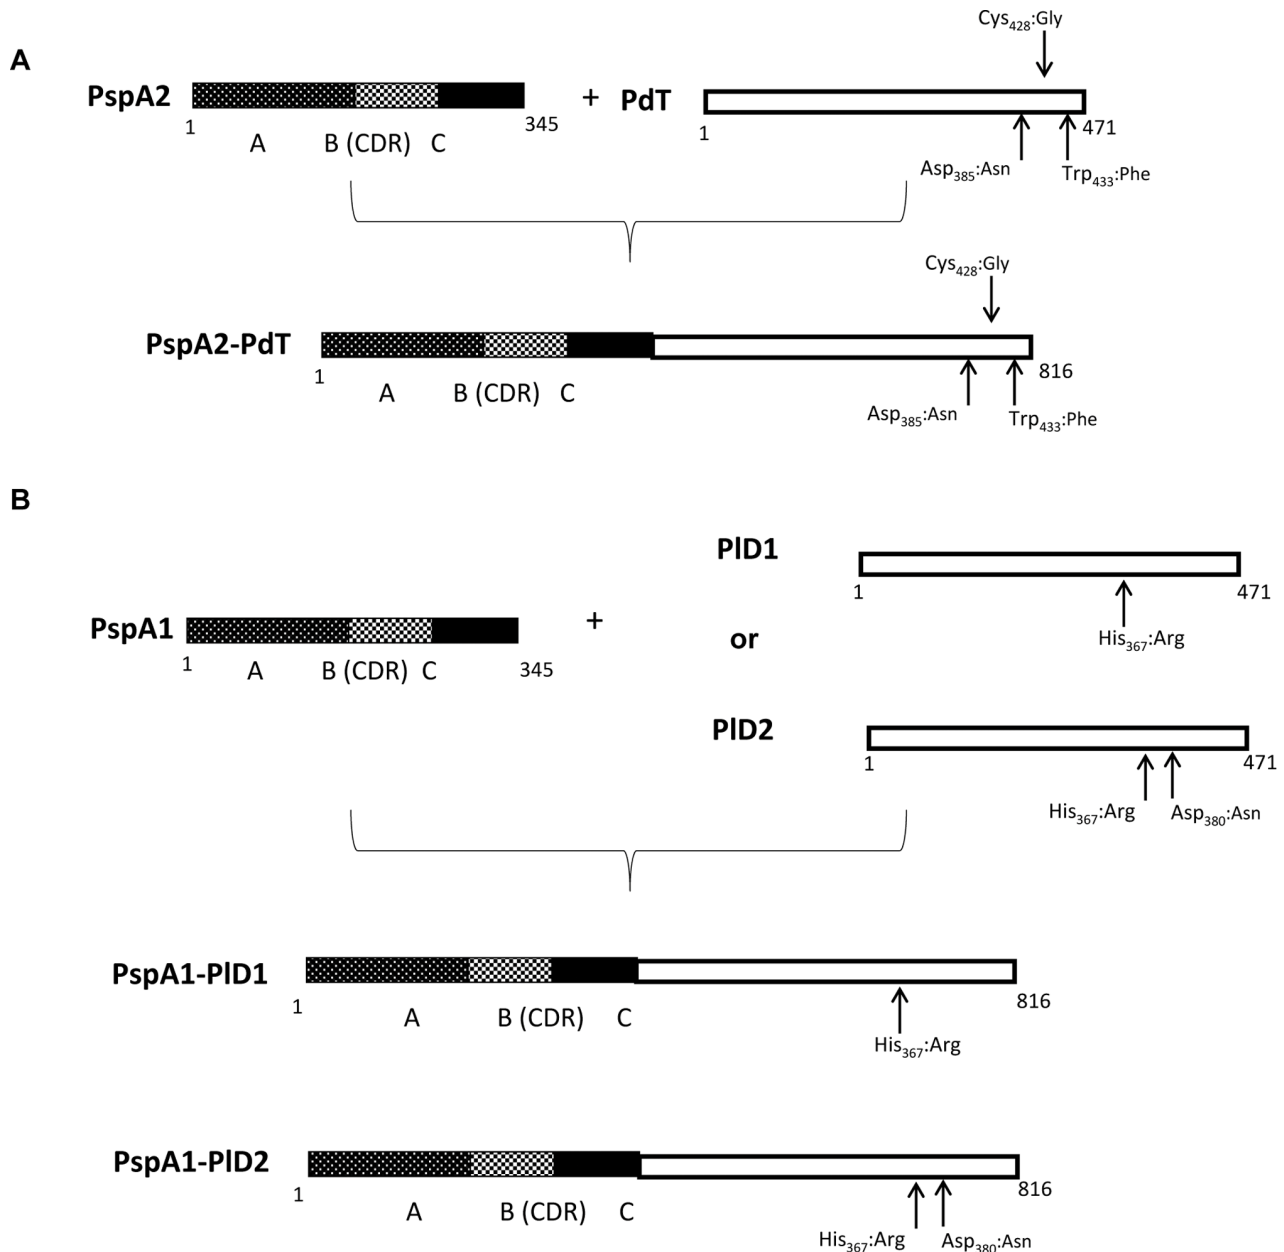 A
Cys428:Gly
PspA2
+ PdT
1
345
1
471
A B (CDR) C
Asp385:Asn
Trp433:Phe
Cys428:Gly
PspA2-PdT
1
816
A B (CDR) C
Asp385:Asn
Trp433:Phe
B
PlD1
1
471
His367:Arg
PspA1
+
or
1
345
A B (CDR) C
PlD2
1
471
His367:Arg
Asp380:Asn
PspA1-PlD1
1
816
A B (CDR) C
His367:Arg
PspA1-PlD2
1
816
A B (CDR) C
His367:Arg
Asp380:Asn